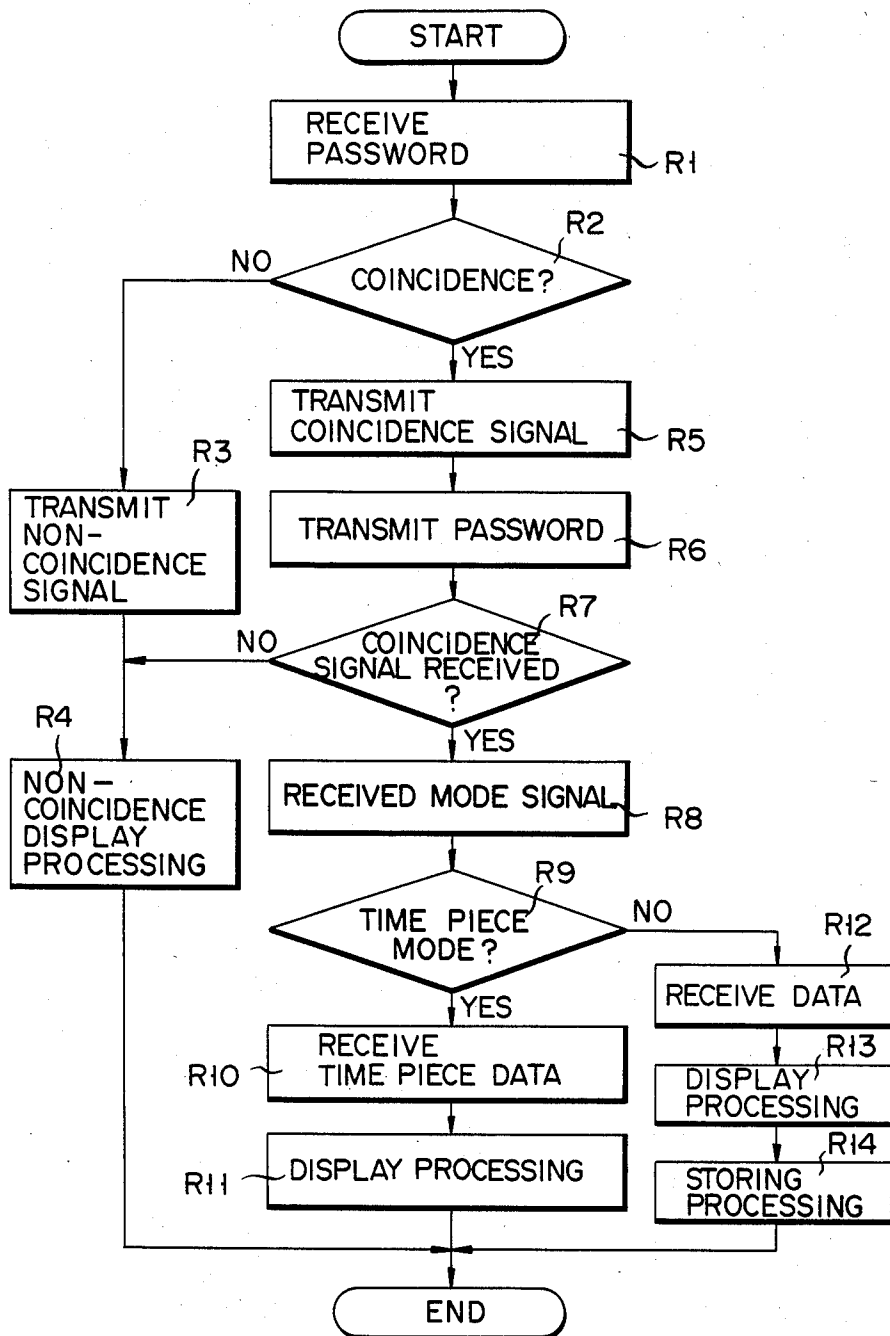 START
RECEIVE
PASSWORD
R1
R2
NO
COINCIDENCE?
YES
TRANSMIT
COINCIDENCE SIGNAL
R5
R3
TRANSMIT
NON-
COINCIDENCE
SIGNAL
TRANSMIT PASSWORD
R6
R7
NO
COINCIDENCE
SIGNAL RECEIVED
?
YES
R4
NON-
COINCIDENCE
DISPLAY
PROCESSING
RECEIVED MODE SIGNAL
R8
R9
TIME PIECE
MODE?
NO
YES
R12
RECEIVE DATA
R10
RECEIVE
TIME PIECE DATA
R13
DISPLAY
PROCESSING
R11
DISPLAY PROCESSING
R14
STORING
PROCESSING
END